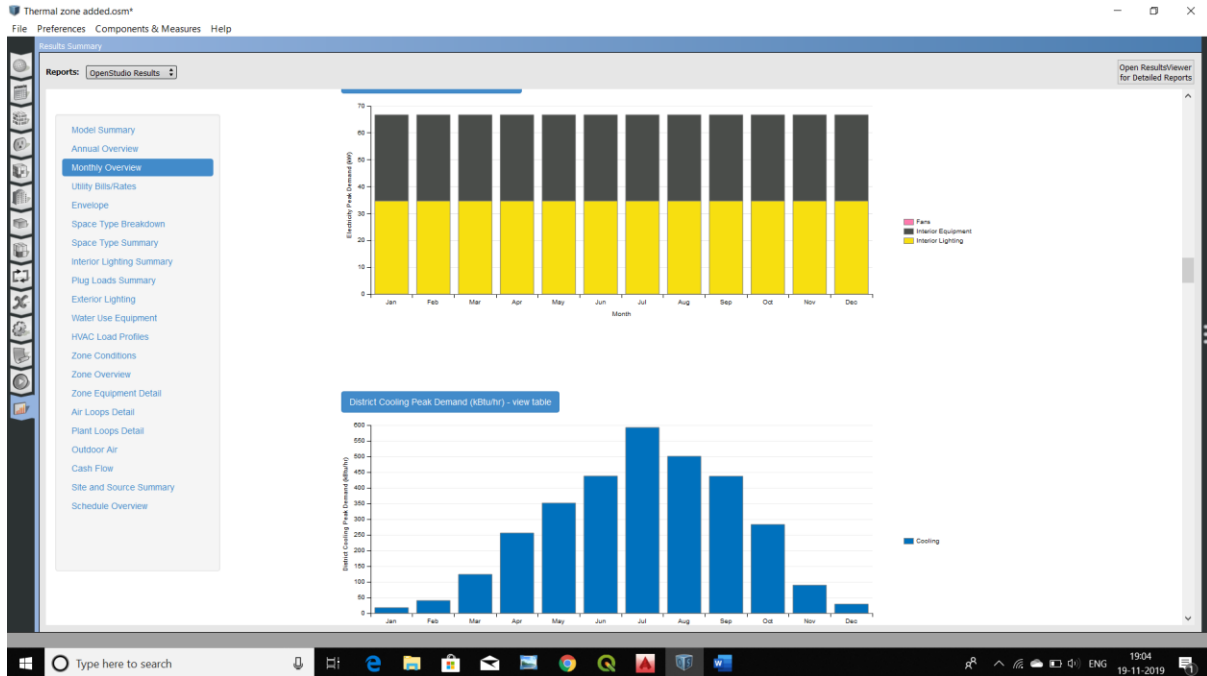 Thermal zone added.osm*
File Preferences Components & Measures Help
Results Summary
Reports: OpenStudio Results
Open ResultsViewer
for Detailed Reports
Model Summary
Annual Overview
Monthly Overview
Utility Bills/Rates
Envelope
Space Type Breakdown
Space Type Summary
Interior Lighting Summary
Plug Loads Summary
Exterior Lighting
Water Use Equipment
HVAC Load Profiles
Zone Conditions
Zone Overview
Zone Equipment Detail
Air Loops Detail
Plant Loops Detail
Outdoor Air
Cash Flow
Site and Source Summary
Schedule Overview
Electricity Peak Demand (kW)
70
60
50
40
30
20
10
0
Jan Feb Mar Apr May Jun Jul Aug Sep Oct Nov Dec
Month
Fans
Interior Equipment
Interior Lighting
District Cooling Peak Demand (kBtu/hr) - view table
District Cooling Peak Demand (kBtu/hr)
600
550
500
450
400
350
300
250
200
150
100
50
0
Jan Feb Mar Apr May Jun Jul Aug Sep Oct Nov Dec
Cooling
Type here to search
ENG
19:04
19-11-2019